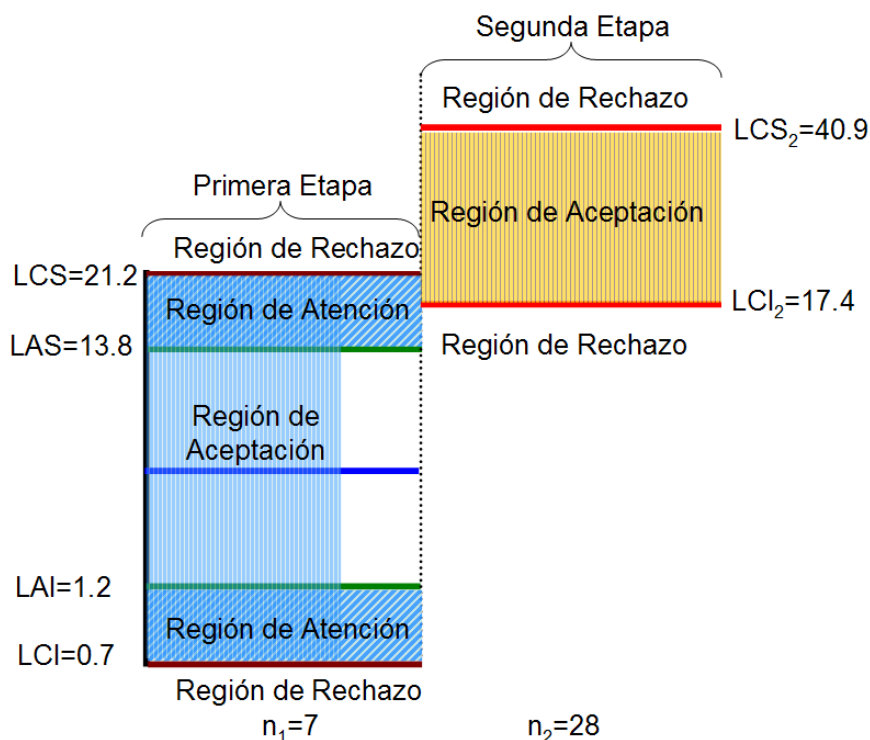 Segunda Etapa
Región de Rechazo
LCS2=40.9
Región de Aceptación
LCI2=17.4
Región de Rechazo
Primera Etapa
Región de Rechazo
LCS=21.2
Región de Atención
LAS=13.8
Región de
Aceptación
LAI=1.2
Región de Atención
LCI=0.7
Región de Rechazo
n1=7
n2=28